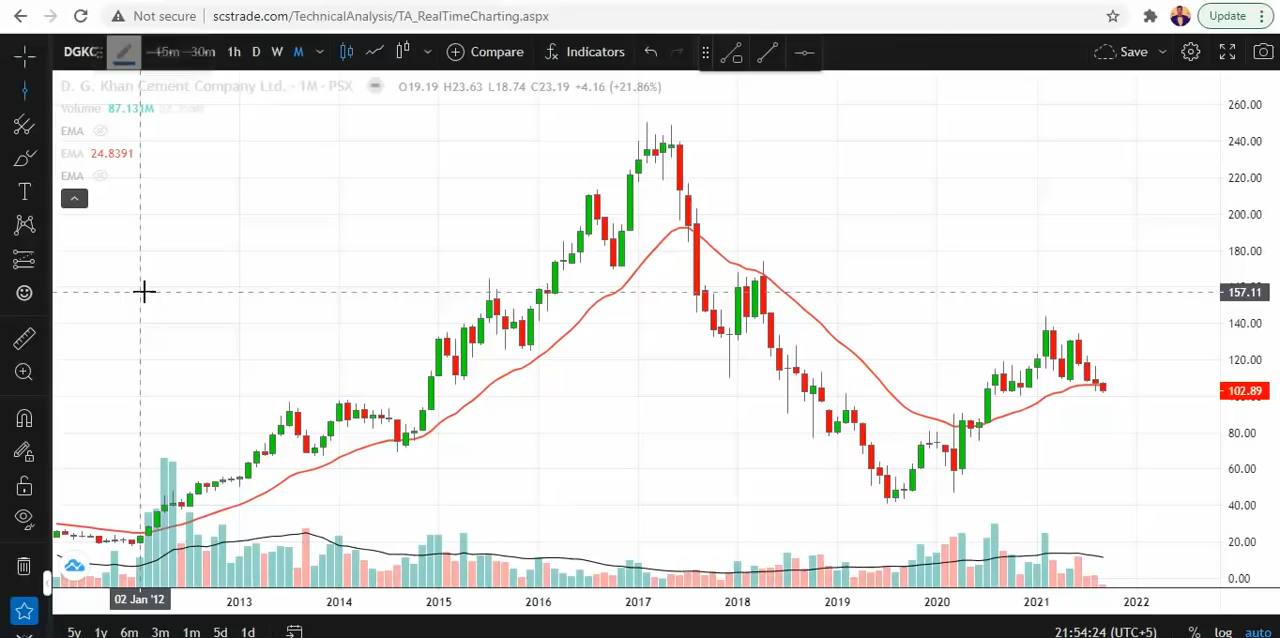 Not secure scstrade.com/TechnicalAnalysis/TA_RealTimeCharting.aspx Update
DGKC 15m 30m 1h D W M Compare Indicators Save
D. G. Khan Cement Company Ltd. · 1M · PSX O19.19 H23.63 L18.74 C23.19 +4.16 (+21.86%)
Volume 87.131M
EMA
EMA 24.8391
EMA
260.00
240.00
220.00
200.00
180.00
157.11
140.00
120.00
102.89
80.00
60.00
40.00
20.00
0.00
02 Jan '12 2013 2014 2015 2016 2017 2018 2019 2020 2021 2022
5y 1y 6m 3m 1m 5d 1d 21:54:24 (UTC+5) % log auto